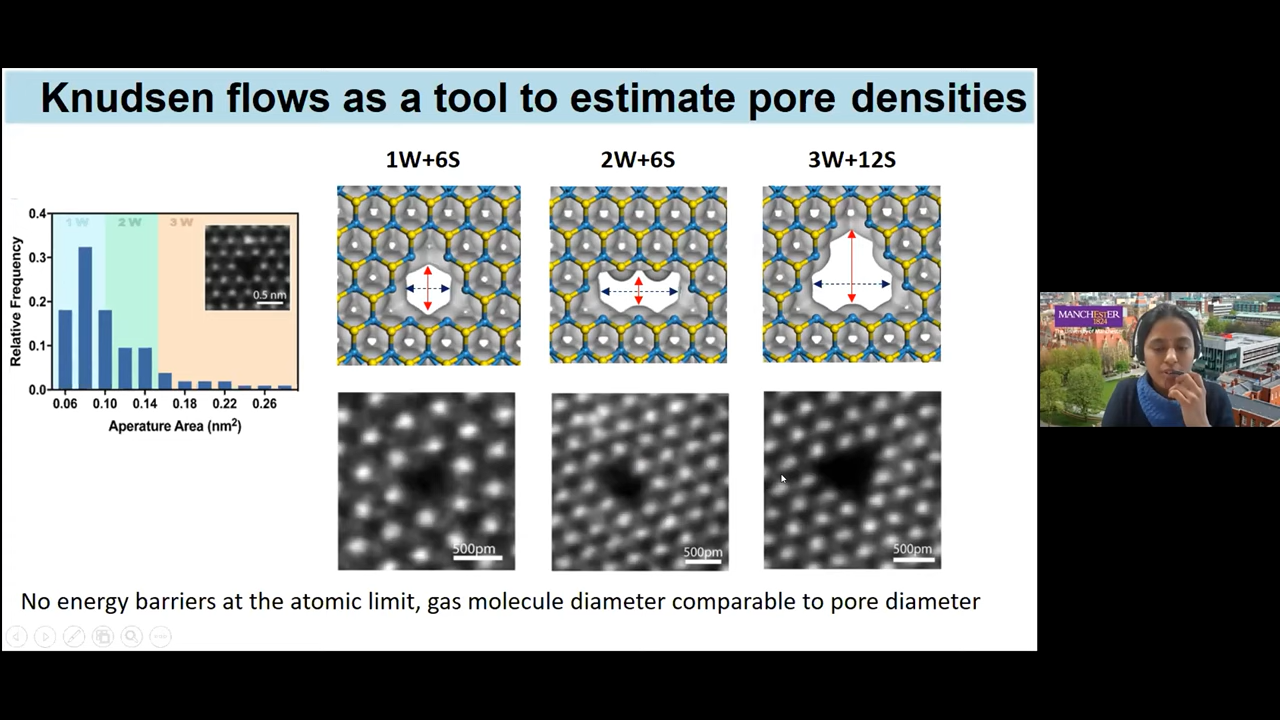 Knudsen flows as a tool to estimate pore densities
1W+6S
2W+6S
3W+12S
Relative Frequency
0.4
0.3
0.2
0.1
0.0
1 W
2 W
3 W
0.5 nm
0.06
0.10
0.14
0.18
0.22
0.26
Aperature Area (nm²)
500pm
500pm
500pm
No energy barriers at the atomic limit, gas molecule diameter comparable to pore diameter
MANCHESTER
1824